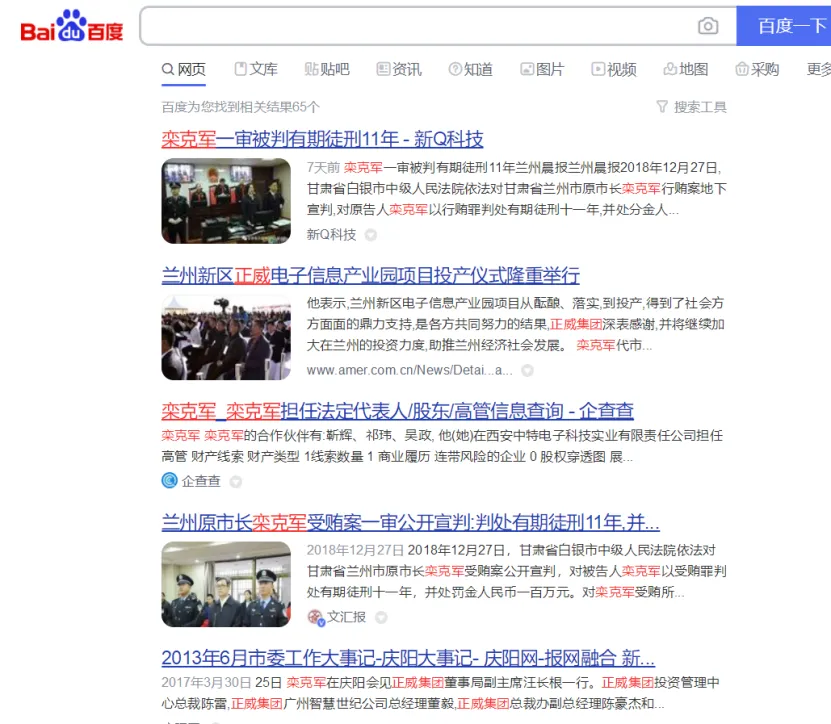 Bai du 百度
百度一下
网页 文库 贴吧 资讯 知道 图片 视频 地图 采购 更多
百度为您找到相关结果65个 搜索工具
栾克军一审被判有期徒刑11年 - 新Q科技
7天前 栾克军一审被判有期徒刑11年兰州晨报兰州晨报2018年12月27日,
甘肃省白银市中级人民法院依法对甘肃省兰州市原市长栾克军行贿案地下
宣判,对原告人栾克军以行贿罪判处有期徒刑十一年,并处分金人...
新Q科技
兰州新区正威电子信息产业园项目投产仪式隆重举行
他表示,兰州新区电子信息产业园项目从酝酿、落实,到投产,得到了社会方
方面面的鼎力支持,是各方共同努力的结果,正威集团深表感谢,并将继续加
大在兰州的投资力度,助推兰州经济社会发展。 栾克军代市...
www.amer.com.cn/News/Detai...a...
栾克军_栾克军担任法定代表人/股东/高管信息查询 - 企查查
栾克军 栾克军的合作伙伴有:靳辉、祁玮、吴政, 他(她)在西安中特电子科技实业有限责任公司担任
高管 财产线索 财产类型 1线索数量 1 商业履历 连带风险的企业 0 股权穿透图 展...
企查查
兰州原市长栾克军受贿案一审公开宣判:判处有期徒刑11年,并...
2018年12月27日 2018年12月27日，甘肃省白银市中级人民法院依法对
甘肃省兰州市原市长栾克军受贿案公开宣判，对被告人栾克军以受贿罪判
处有期徒刑十一年，并处罚金人民币一百万元。对栾克军受贿所...
文汇报
2013年6月市委工作大事记-庆阳大事记- 庆阳网-报网融合 新...
2017年3月30日 25日 栾克军在庆阳会见正威集团董事局副主席汪长根一行。正威集团投资管理中
心总裁陈雷,正威集团广州智慧世纪公司总经理董毅,正威集团总裁办副总经理陈豪杰和...